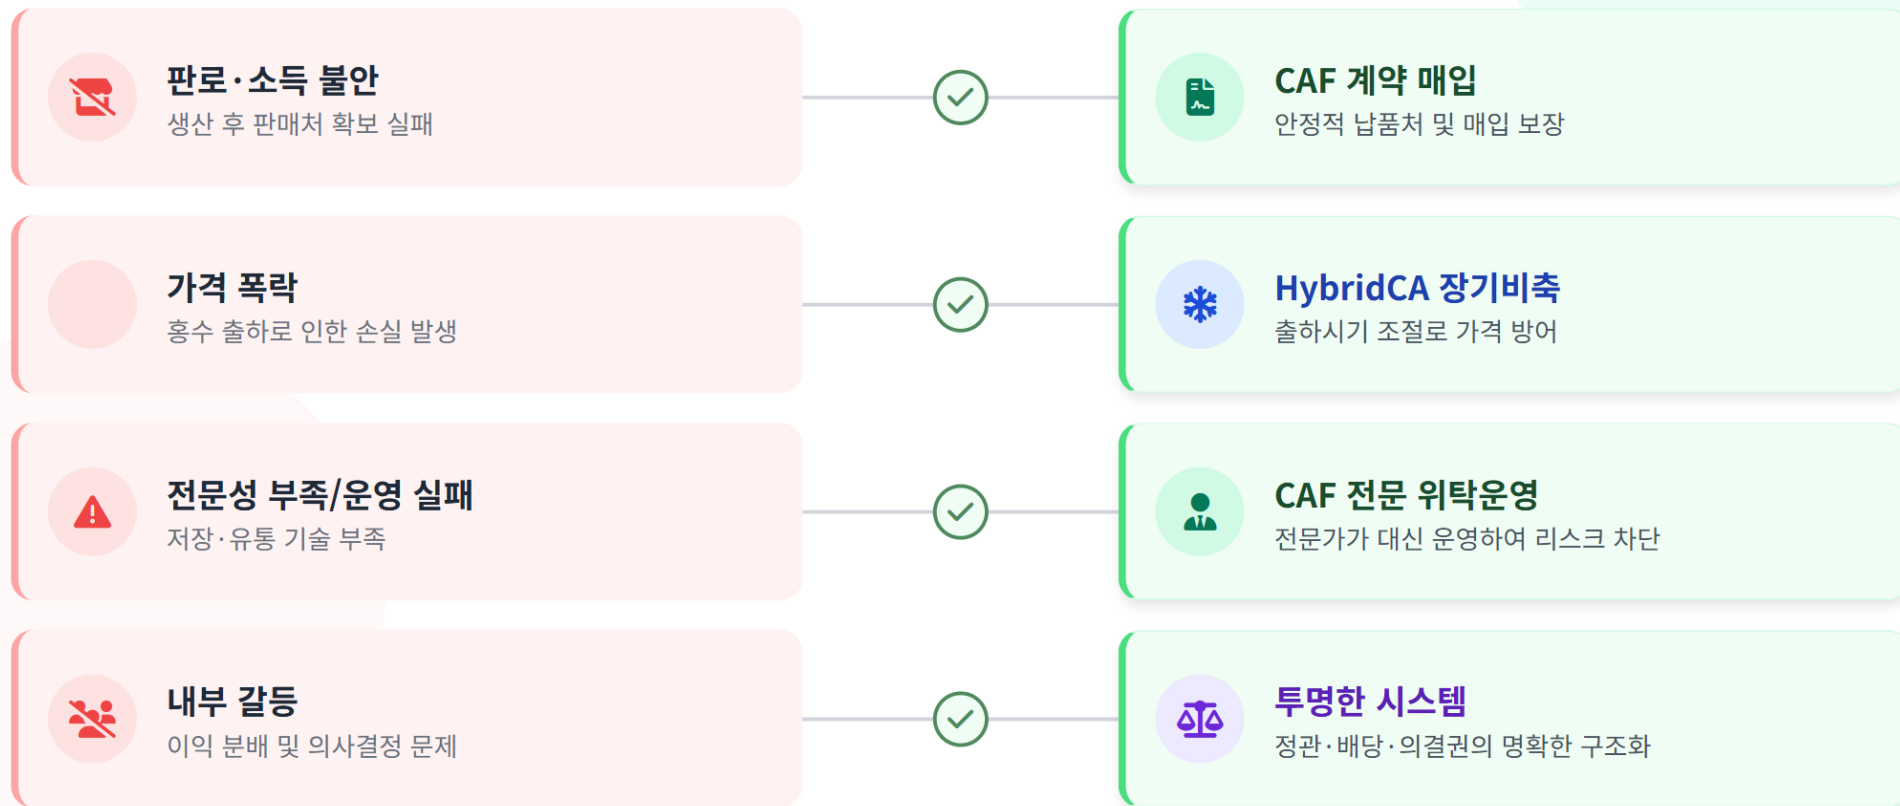 판로·소득 불안
생산 후 판매처 확보 실패
CAF 계약 매입
안정적 납품처 및 매입 보장
가격 폭락
홍수 출하로 인한 손실 발생
HybridCA 장기비축
출하시기 조절로 가격 방어
전문성 부족/운영 실패
저장·유통 기술 부족
CAF 전문 위탁운영
전문가가 대신 운영하여 리스크 차단
내부 갈등
이익 분배 및 의사결정 문제
투명한 시스템
정관·배당·의결권의 명확한 구조화